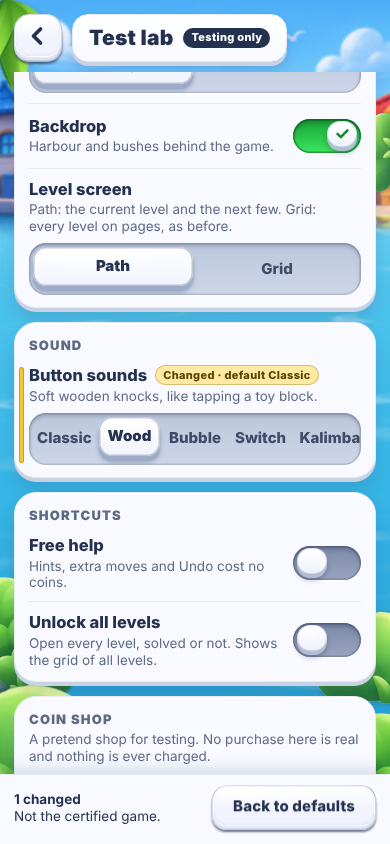 Test lab
Testing only
Backdrop
Harbour and bushes behind the game.
Level screen
Path: the current level and the next few. Grid:
every level on pages, as before.
Path
Grid
SOUND
Button sounds
Changed · default Classic
Soft wooden knocks, like tapping a toy block.
Classic
Wood
Bubble
Switch
Kalimba
SHORTCUTS
Free help
Hints, extra moves and Undo cost no
coins.
Unlock all levels
Open every level, solved or not. Shows
the grid of all levels.
COIN SHOP
A pretend shop for testing. No purchase here is real
and nothing is ever charged.
1 changed
Not the certified game.
Back to defaults